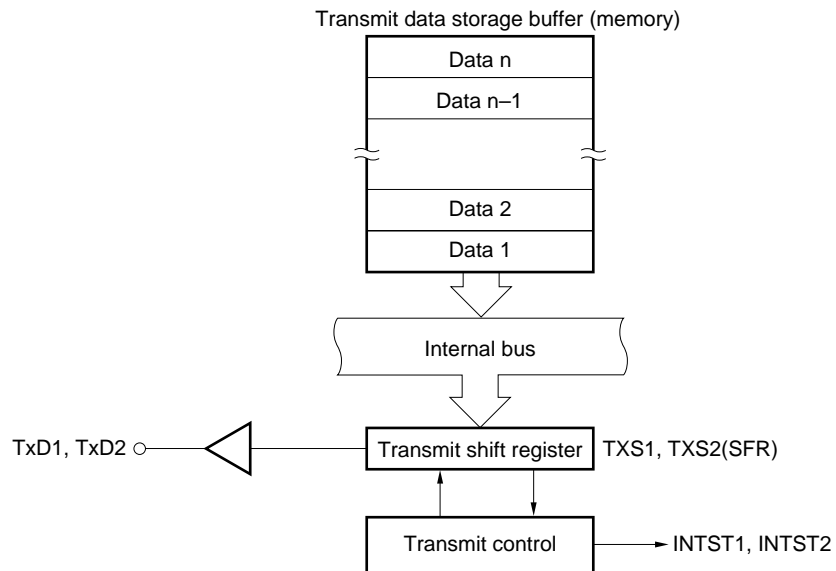 Transmit data storage buffer (memory)
Data n
Data n–1
Data 2
Data 1
Internal bus
TxD1, TxD2
Transmit shift register
TXS1, TXS2(SFR)
Transmit control
INTST1, INTST2